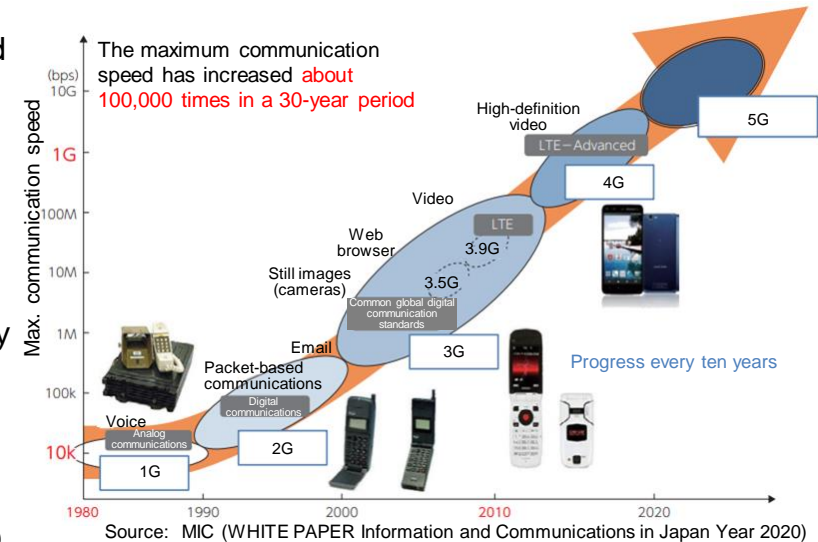 d
The maximum communication
speed has increased about
100,000 times in a 30-year period
(bps)
10G
1G
100M
10M
1M
100k
10k
Max. communication speed
High-definition
video
LTE−Advanced
5G
4G
Video
LTE
Web
browser
3.9G
Still images
(cameras)
3.5G
Common global digital
communication
standards
y
Email
3G
Progress every ten years
Packet-based
communications
Digital
communications
Voice
Analog
communications
2G
1G
1980
1990
2000
2010
2020
Source: MIC (WHITE PAPER Information and Communications in Japan Year 2020)